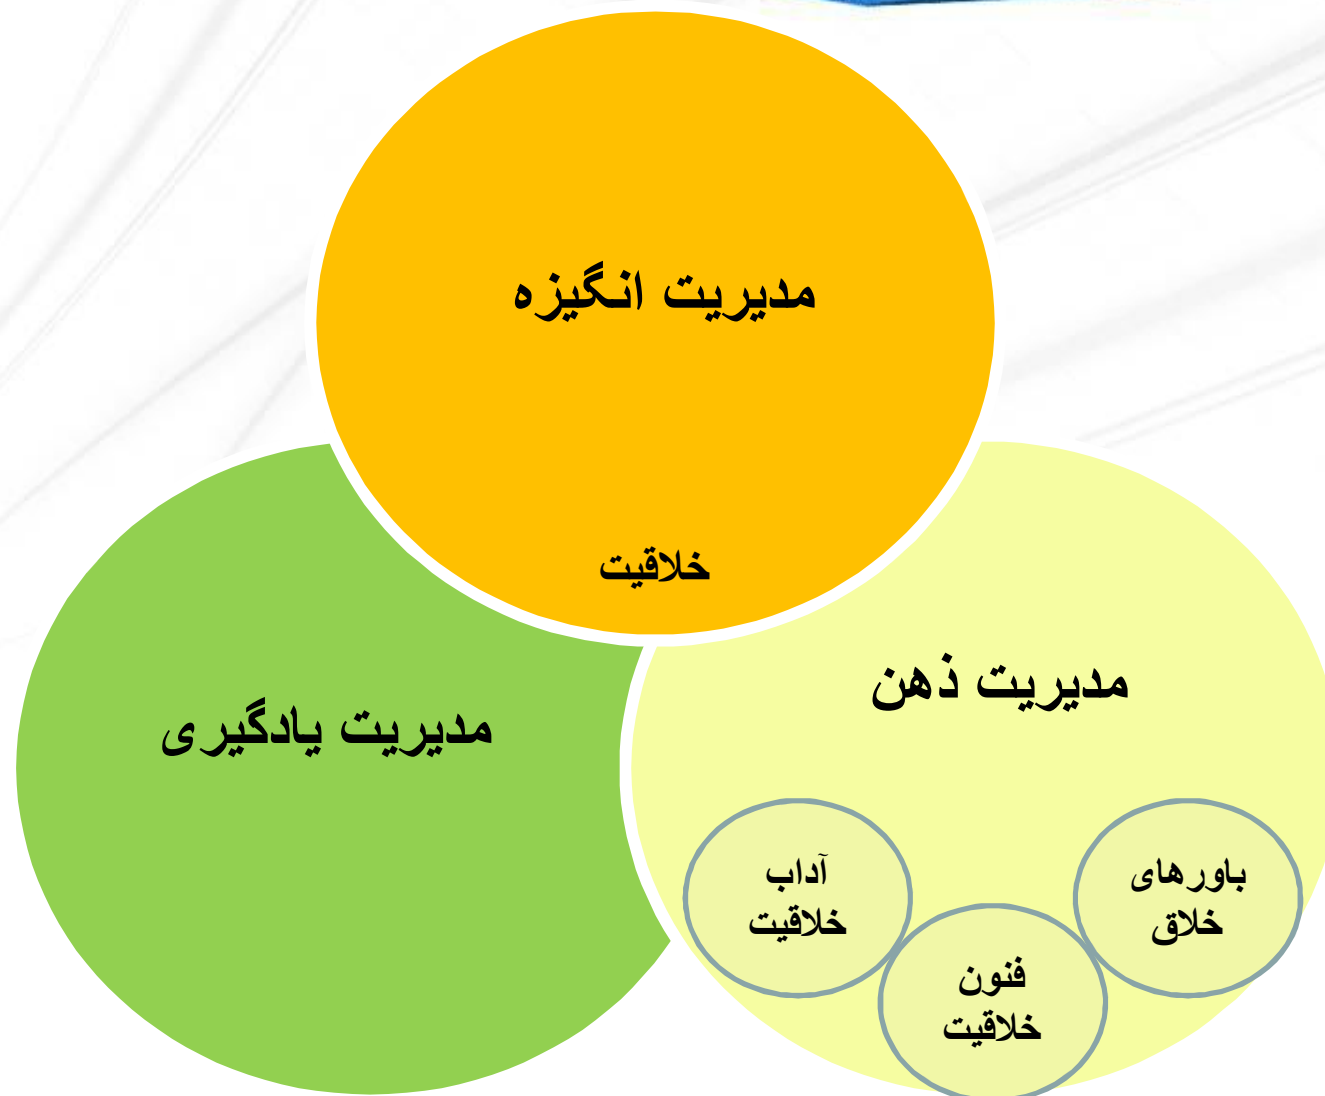 مدیریت انگیزه
خلاقیت
مدیریت ذهن
مدیریت یادگیری
باورهای
خلاق
آداب
خلاقیت
فنون
خلاقیت